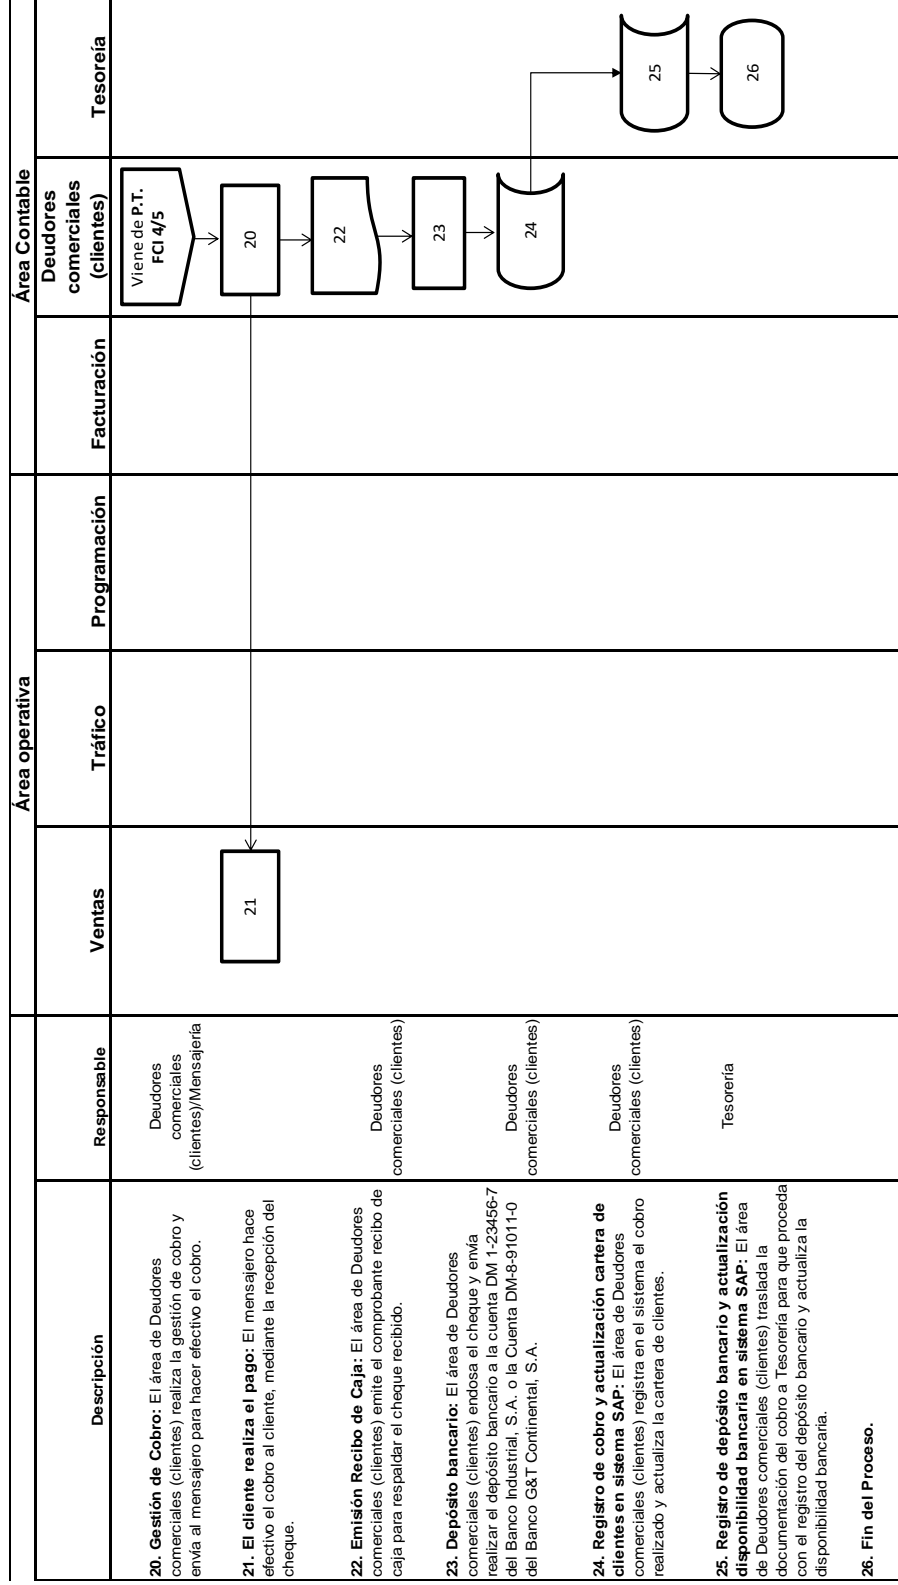 Área operativa
Área Contable
Descripción
Responsable
Ventas
Tráfico
Programación
Facturación
Deudores
comerciales
(clientes)
Tesoreía
20. Gestión de Cobro: El área de Deudores
comerciales (clientes) realiza la gestión de cobro y
envía al mensajero para hacer efectivo el cobro.
Deudores
comerciales
(clientes)/Mensajería
21. El cliente realiza el pago: El mensajero hace
efectivo el cobro al cliente, mediante la recepción del
cheque.
22. Emisión Recibo de Caja: El área de Deudores
comerciales (clientes) emite el comprobante recibo de
caja para respaldar el cheque recibido.
Deudores
comerciales (clientes)
23. Depósito bancario: El área de Deudores
comerciales (clientes) endosa el cheque y envía
realizar el depósito bancario a la cuenta DM 1-23456-7
del Banco Industrial, S.A. o la Cuenta DM-8-91011-0
del Banco G&T Continental, S.A.
Deudores
comerciales (clientes)
24. Registro de cobro y actualización cartera de
clientes en sistema SAP: El área de Deudores
comerciales (clientes) registra en el sistema el cobro
realizado y actualiza la cartera de clientes.
Deudores
comerciales (clientes)
25. Registro de depósito bancario y actualización
disponibilidad bancaria en sistema SAP: El área
de Deudores comerciales (clientes) traslada la
documentación del cobro a Tesorería para que proceda
con el registro del depósito bancario y actualiza la
disponibilidad bancaria.
Tesorería
26. Fin del Proceso.
Viene de P.T.
FCI 4/5
20
21
22
23
24
25
26